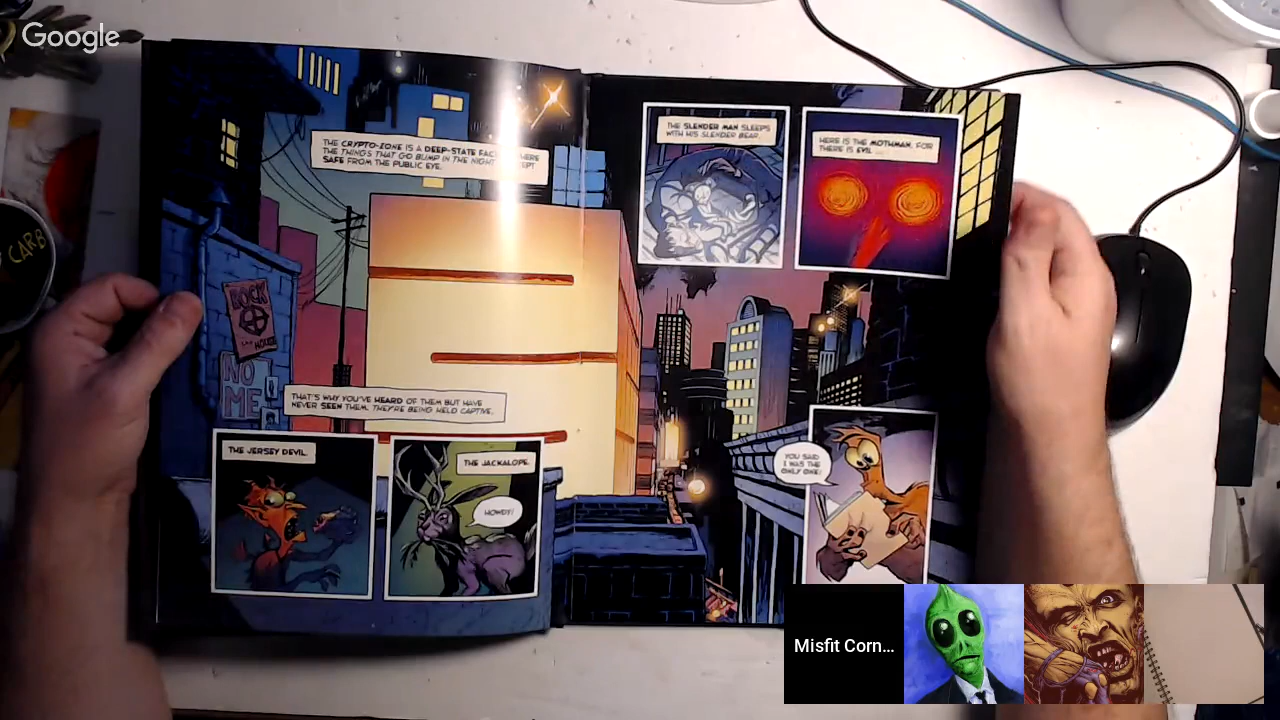 Google
CARB
THE CRYPTO-ZONE IS A DEEP-STATE HERE
THE THINGS THAT GO BUMP IN THE NIGHT EPT
SAFE FROM THE PUBLIC EYE.
THE SLENDER MAN SLEEPS
WITH HIS SLENDER BEAR.
HERE IS THE MOTHMAN. FOR
THERE IS EVIL
ROCK
HOUSE
NO
ME
THAT'S WHY YOU'VE HEARD OF THEM BUT HAVE
NEVER SEEN THEM. THEY'RE BEING HELD CAPTIVE.
THE JERSEY DEVIL.
THE JACKALOPE.
HOWDY!
YOU SAID
I WAS THE
ONLY ONE!
Misfit Corn...